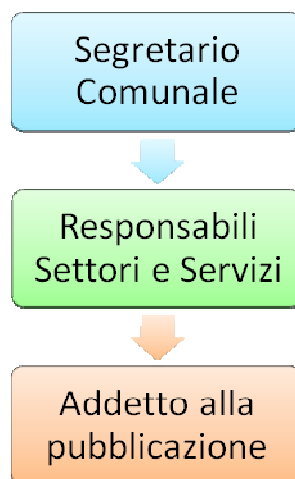 Segretario
Comunale
Responsabili
Settori e Servizi
Addetto alla
pubblicazione